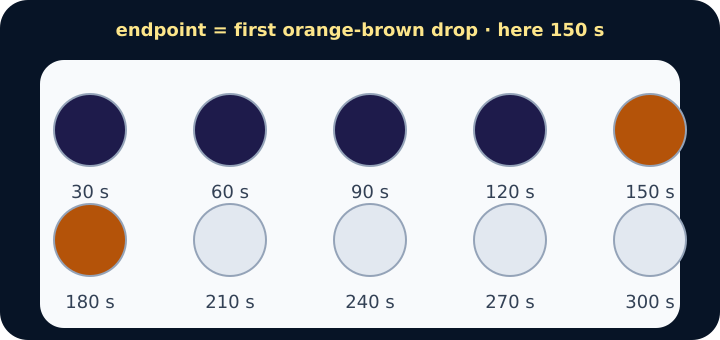 endpoint = first orange-brown drop · here 150 s
30 s 60 s 90 s 120 s 150 s
180 s 210 s 240 s 270 s 300 s